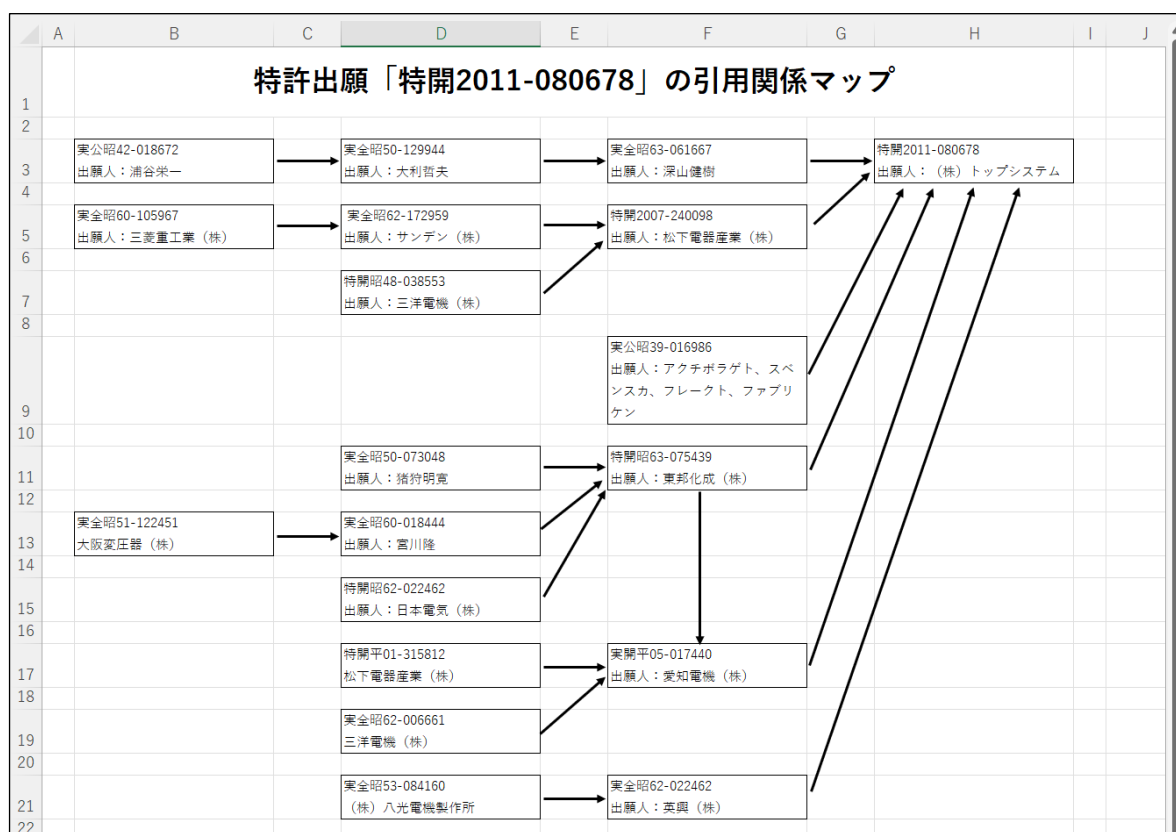 A B C D E F G H I J
1
特許出願「特開2011-080678」の引用関係マップ
2
3
実公昭42-018672
出願人：浦谷栄一
実全昭50-129944
出願人：大利哲夫
実全昭63-061667
出願人：深山健樹
特開2011-080678
出願人：（株）トップシステム
4
5
実全昭60-105967
出願人：三菱重工業（株）
実全昭62-172959
出願人：サンデン（株）
特開2007-240098
出願人：松下電器産業（株）
6
7
特開昭48-038553
出願人：三洋電機（株）
8
9
実公昭39-016986
出願人：アクチボラゲト、スベ
ンスカ、フレークト、ファブリ
ケン
10
11
実全昭50-073048
出願人：猪狩明寛
特開昭63-075439
出願人：東邦化成（株）
12
13
実全昭51-122451
大阪変圧器（株）
実全昭60-018444
出願人：宮川隆
14
15
特開昭62-022462
出願人：日本電気（株）
16
17
特開平01-315812
松下電器産業（株）
実開平05-017440
出願人：愛知電機（株）
18
19
実全昭62-006661
三洋電機（株）
20
21
実全昭53-084160
（株）八光電機製作所
実全昭62-022462
出願人：英興（株）
22